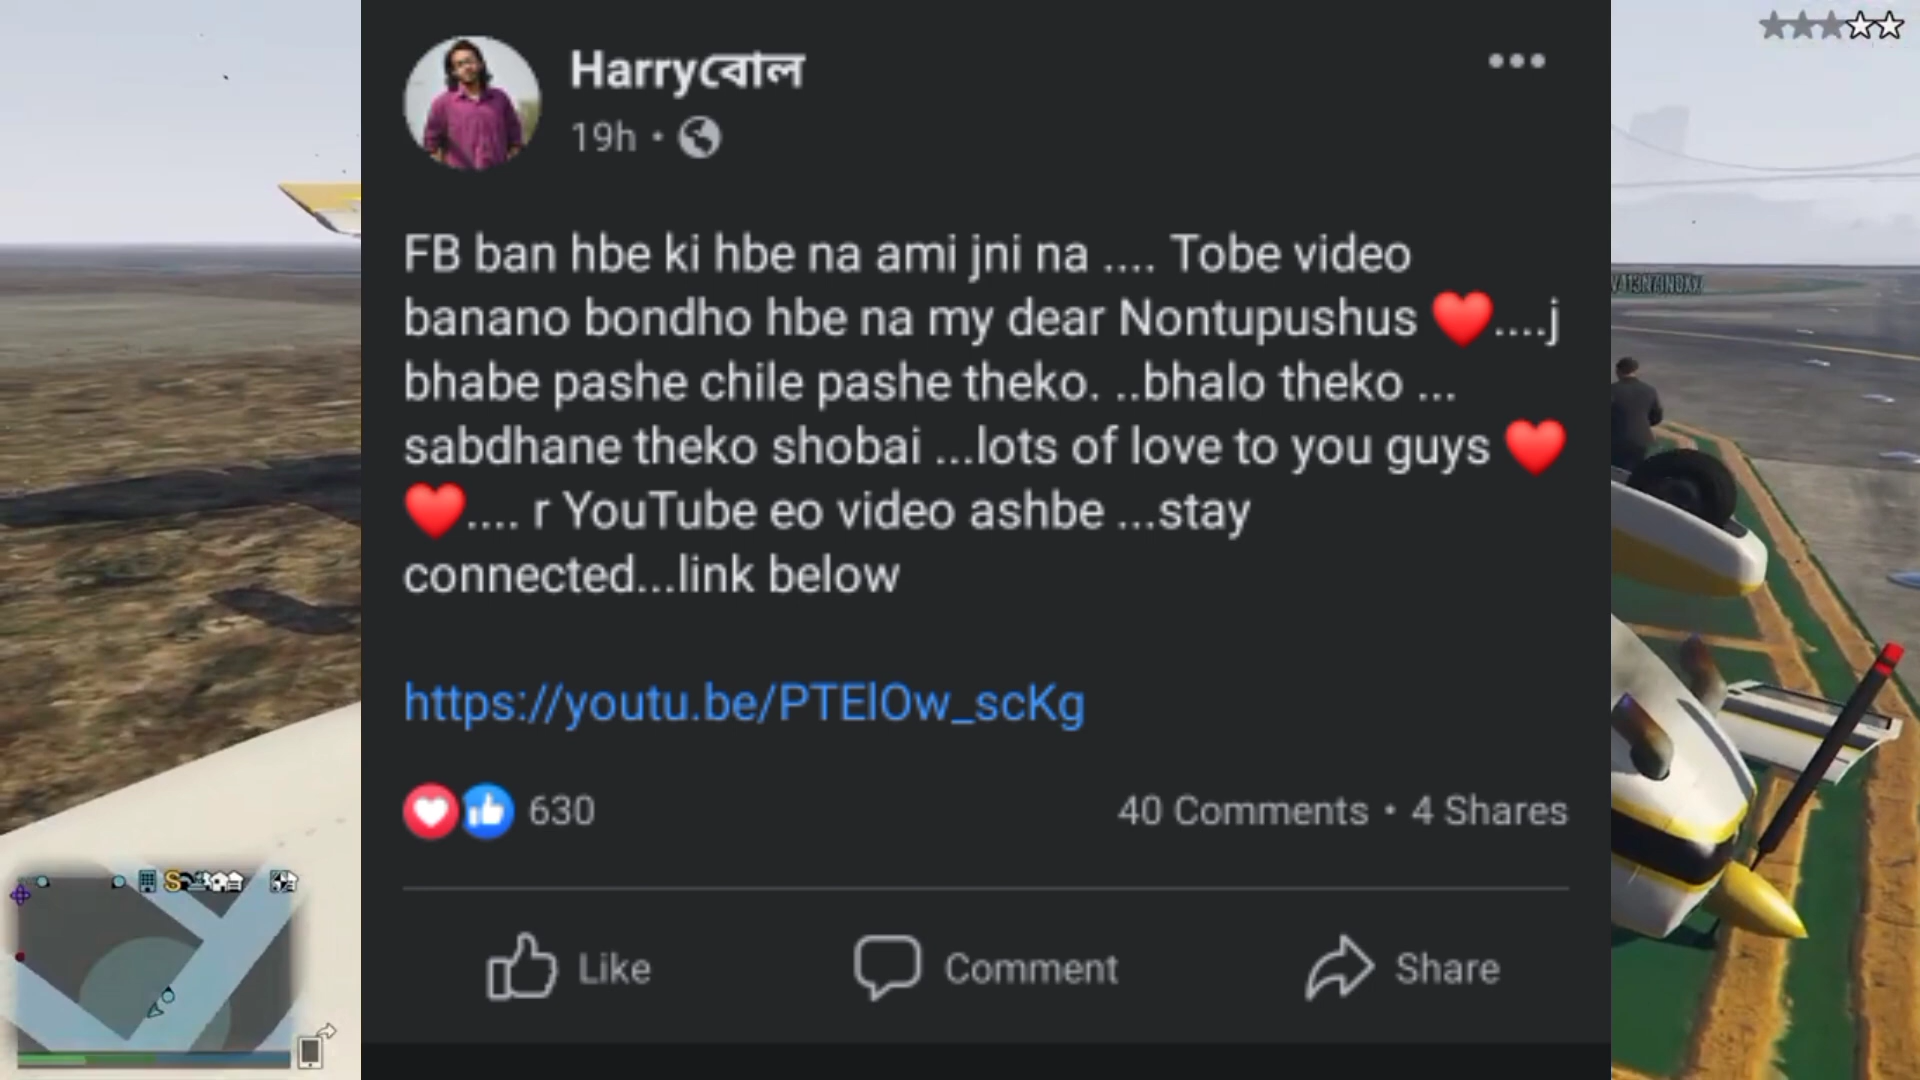 Harryবোল
19h •
FB ban hbe ki hbe na ami jni na .... Tobe video
banano bondho hbe na my dear Nontupushus ❤️....j
bhabe pashe chile pashe theko. ..bhalo theko ...
sabdhane theko shobai ...lots of love to you guys ❤️
❤️.... r YouTube eo video ashbe ...stay
connected...link below
https://youtu.be/PTElOw_scKg
630
40 Comments • 4 Shares
Like
Comment
Share